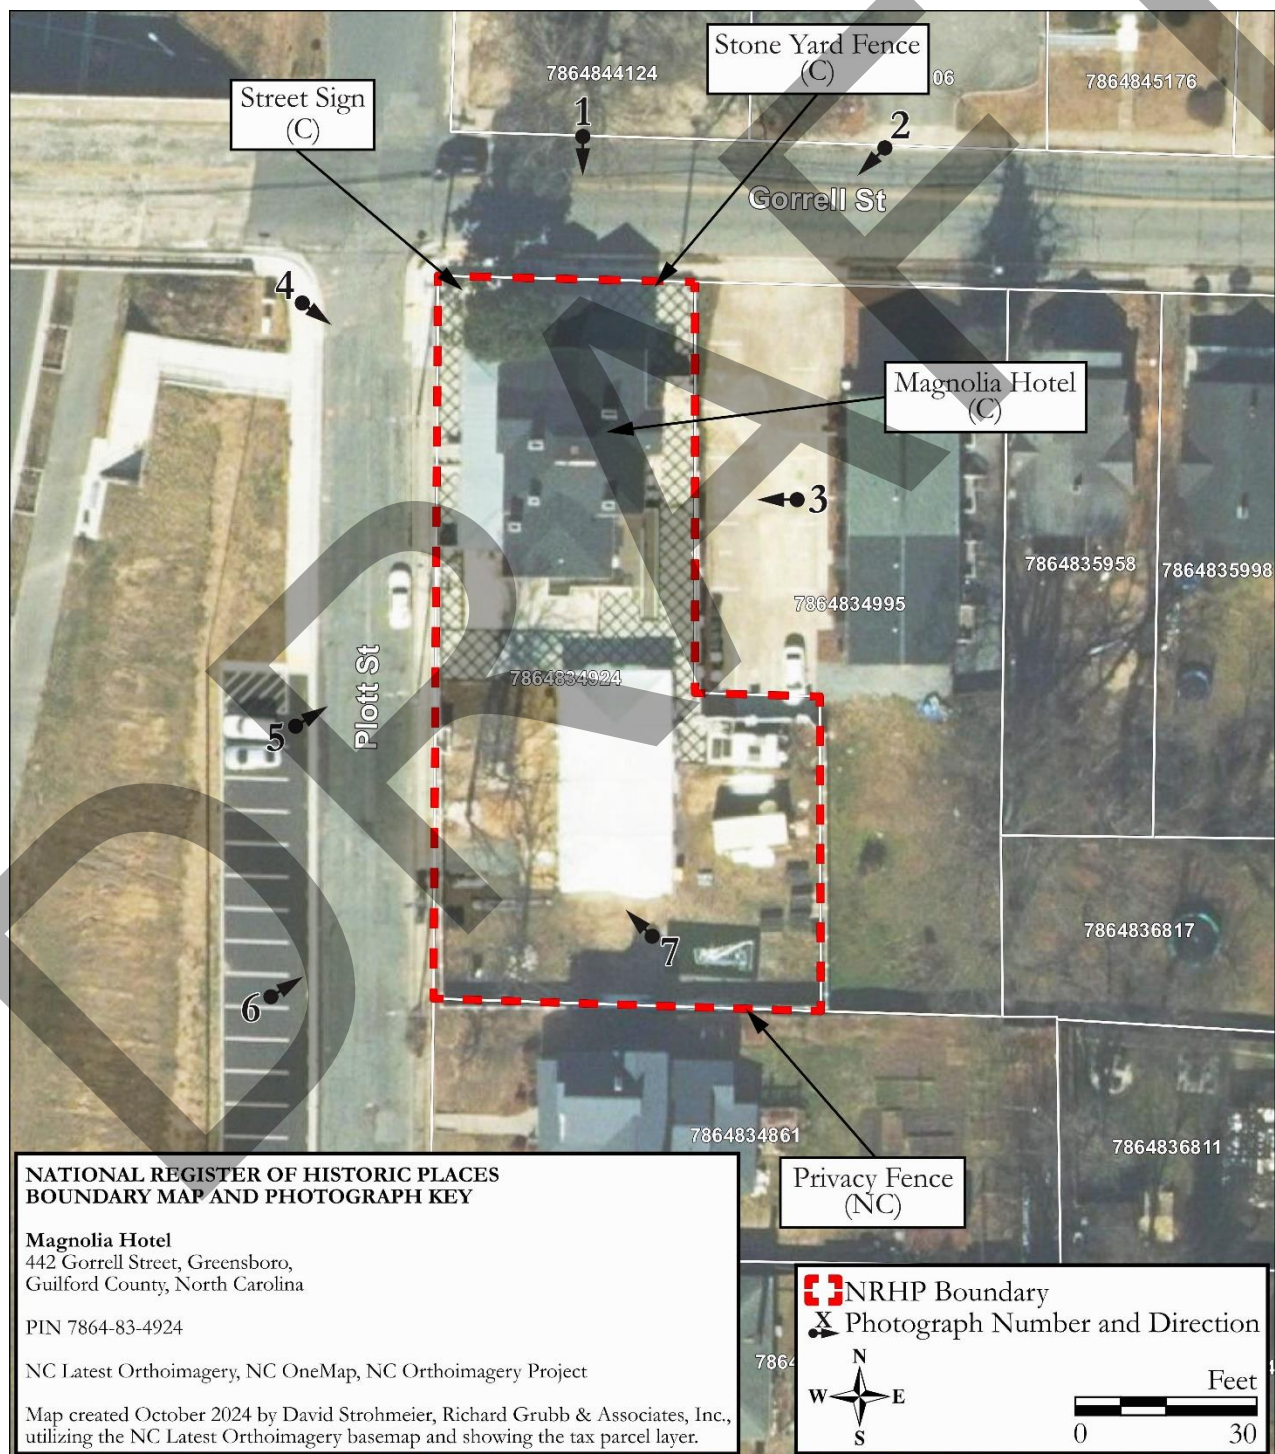 Stone Yard Fence
(C)
06
7864844124
7864845176
Street Sign
(C)
1
2
Gorrell St
4
Magnolia Hotel
(C)
3
7864835958
7864835998
7864834995
7864834924
Plott St
5
7864836817
7
6
7864834861
7864836811
Privacy Fence
(NC)
DRAFT
NATIONAL REGISTER OF HISTORIC PLACES
BOUNDARY MAP AND PHOTOGRAPH KEY
Magnolia Hotel
442 Gorrell Street, Greensboro,
Guilford County, North Carolina
PIN 7864-83-4924
NC Latest Orthoimagery, NC OneMap, NC Orthoimagery Project
Map created October 2024 by David Strohmeier, Richard Grubb & Associates, Inc.,
utilizing the NC Latest Orthoimagery basemap and showing the tax parcel layer.
NRHP Boundary
X Photograph Number and Direction
7864
N
W E
S
Feet
0 30